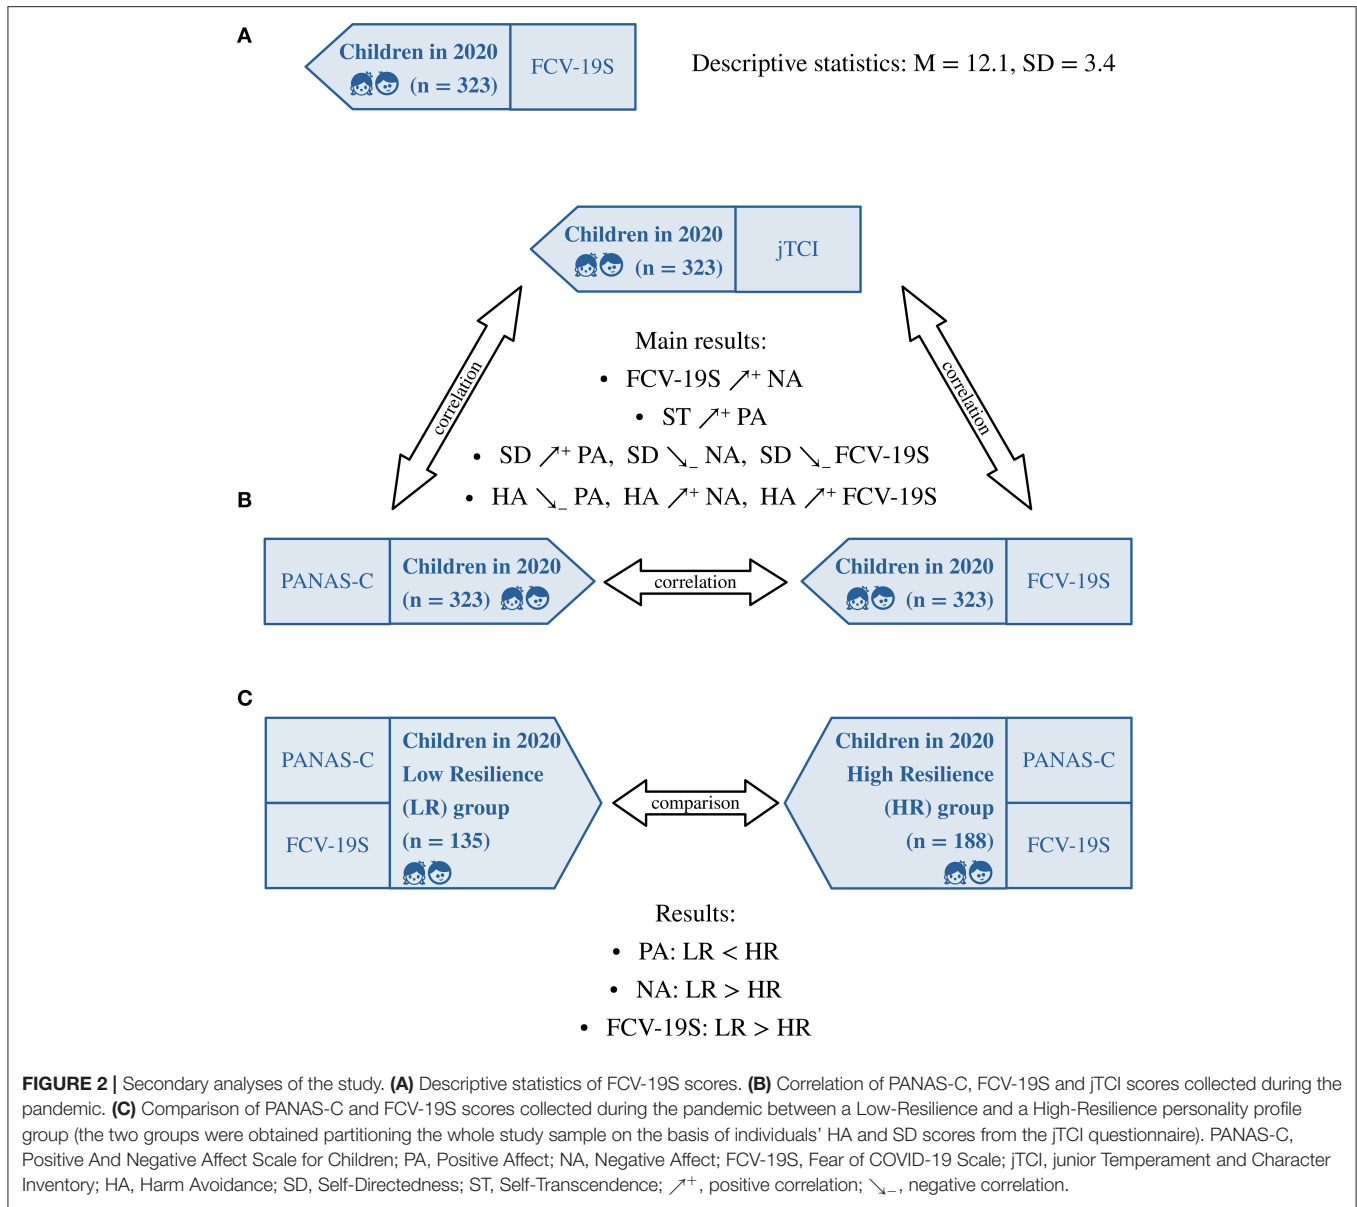 A
Children in 2020
(n = 323)
FCV-19S
Descriptive statistics: M = 12.1, SD = 3.4
Children in 2020
(n = 323)
jTCI
correlation
correlation
Main results:
• FCV-19S ↗+ NA
• ST ↗+ PA
• SD ↗+ PA, SD ↘_ NA, SD ↘_ FCV-19S
• HA ↘_ PA, HA ↗+ NA, HA ↗+ FCV-19S
B
PANAS-C
Children in 2020
(n = 323)
correlation
Children in 2020
(n = 323)
FCV-19S
C
PANAS-C
FCV-19S
Children in 2020
Low Resilience
(LR) group
(n = 135)
comparison
Children in 2020
High Resilience
(HR) group
(n = 188)
PANAS-C
FCV-19S
Results:
• PA: LR < HR
• NA: LR > HR
• FCV-19S: LR > HR
FIGURE 2 | Secondary analyses of the study. (A) Descriptive statistics of FCV-19S scores. (B) Correlation of PANAS-C, FCV-19S and jTCI scores collected during the
pandemic. (C) Comparison of PANAS-C and FCV-19S scores collected during the pandemic between a Low-Resilience and a High-Resilience personality profile
group (the two groups were obtained partitioning the whole study sample on the basis of individuals' HA and SD scores from the jTCI questionnaire). PANAS-C,
Positive And Negative Affect Scale for Children; PA, Positive Affect; NA, Negative Affect; FCV-19S, Fear of COVID-19 Scale; jTCI, junior Temperament and Character
Inventory; HA, Harm Avoidance; SD, Self-Directedness; ST, Self-Transcendence; ↗+, positive correlation; ↘_, negative correlation.